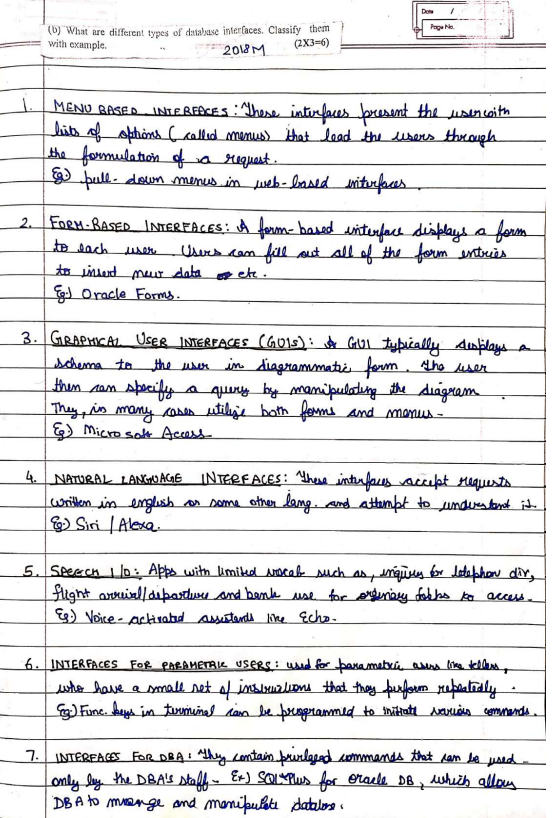 Date /
Page No.
(b) What are different types of database interfaces. Classify them
with example. (2X3=6)
2018M
1. MENU BASED INTERFACES : These interfaces present the user with
lists of options (called menus) that lead the users through
the formulation of a request.
Eg:) pull-down menus in web-based interfaces.
2. FORM-BASED INTERFACES: A form-based interface displays a form
to each user. Users can fill out all of the form entries
to insert new data etc.
Eg:) Oracle Forms.
3. GRAPHICAL USER INTERFACES (GUIs): A GUI typically displays a
schema to the user in diagrammatic form. The user
then can specify a query by manipulating the diagram.
They, in many cases utilize both forms and menus -
Eg:) Microsoft Access
4. NATURAL LANGUAGE INTERFACES: These interfaces accept requests
written in english or some other lang. and attempt to understand it.
Eg:) Siri / Alexa.
5. SPEECH I/O: Apps with limited vocab such as, inquiry for telephon dir,
flight arrival/departure and bank use for ordinary folks to access.
Eg:) Voice-activated assistants like Echo-
6. INTERFACES FOR PARAMETRIC USERS: used for parametric users like tellers,
who have a small set of instructions that they perform repeatedly.
Eg:) Func. keys in terminal can be programmed to initiate various commands.
7. INTERFACES FOR DBA: They contain privileged commands that can be used -
only by the DBA's staff - Ex) SQL*Plus for oracle DB, which allows
DBA to manage and manipulate database.